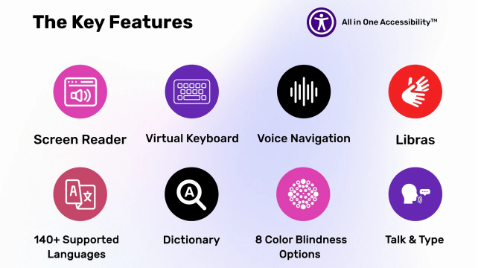 The Key Features
All in One Accessibility™
Screen Reader
Virtual Keyboard
Voice Navigation
Libras
A
A
140+ Supported
Languages
Dictionary
8 Color Blindness
Options
Talk & Type